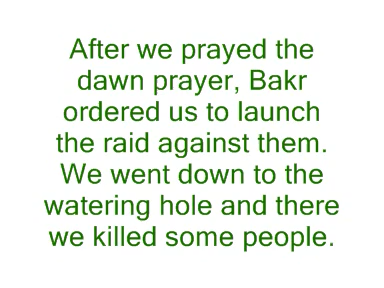 After we prayed the
dawn prayer, Bakr
ordered us to launch
the raid against them.
We went down to the
watering hole and there
we killed some people.